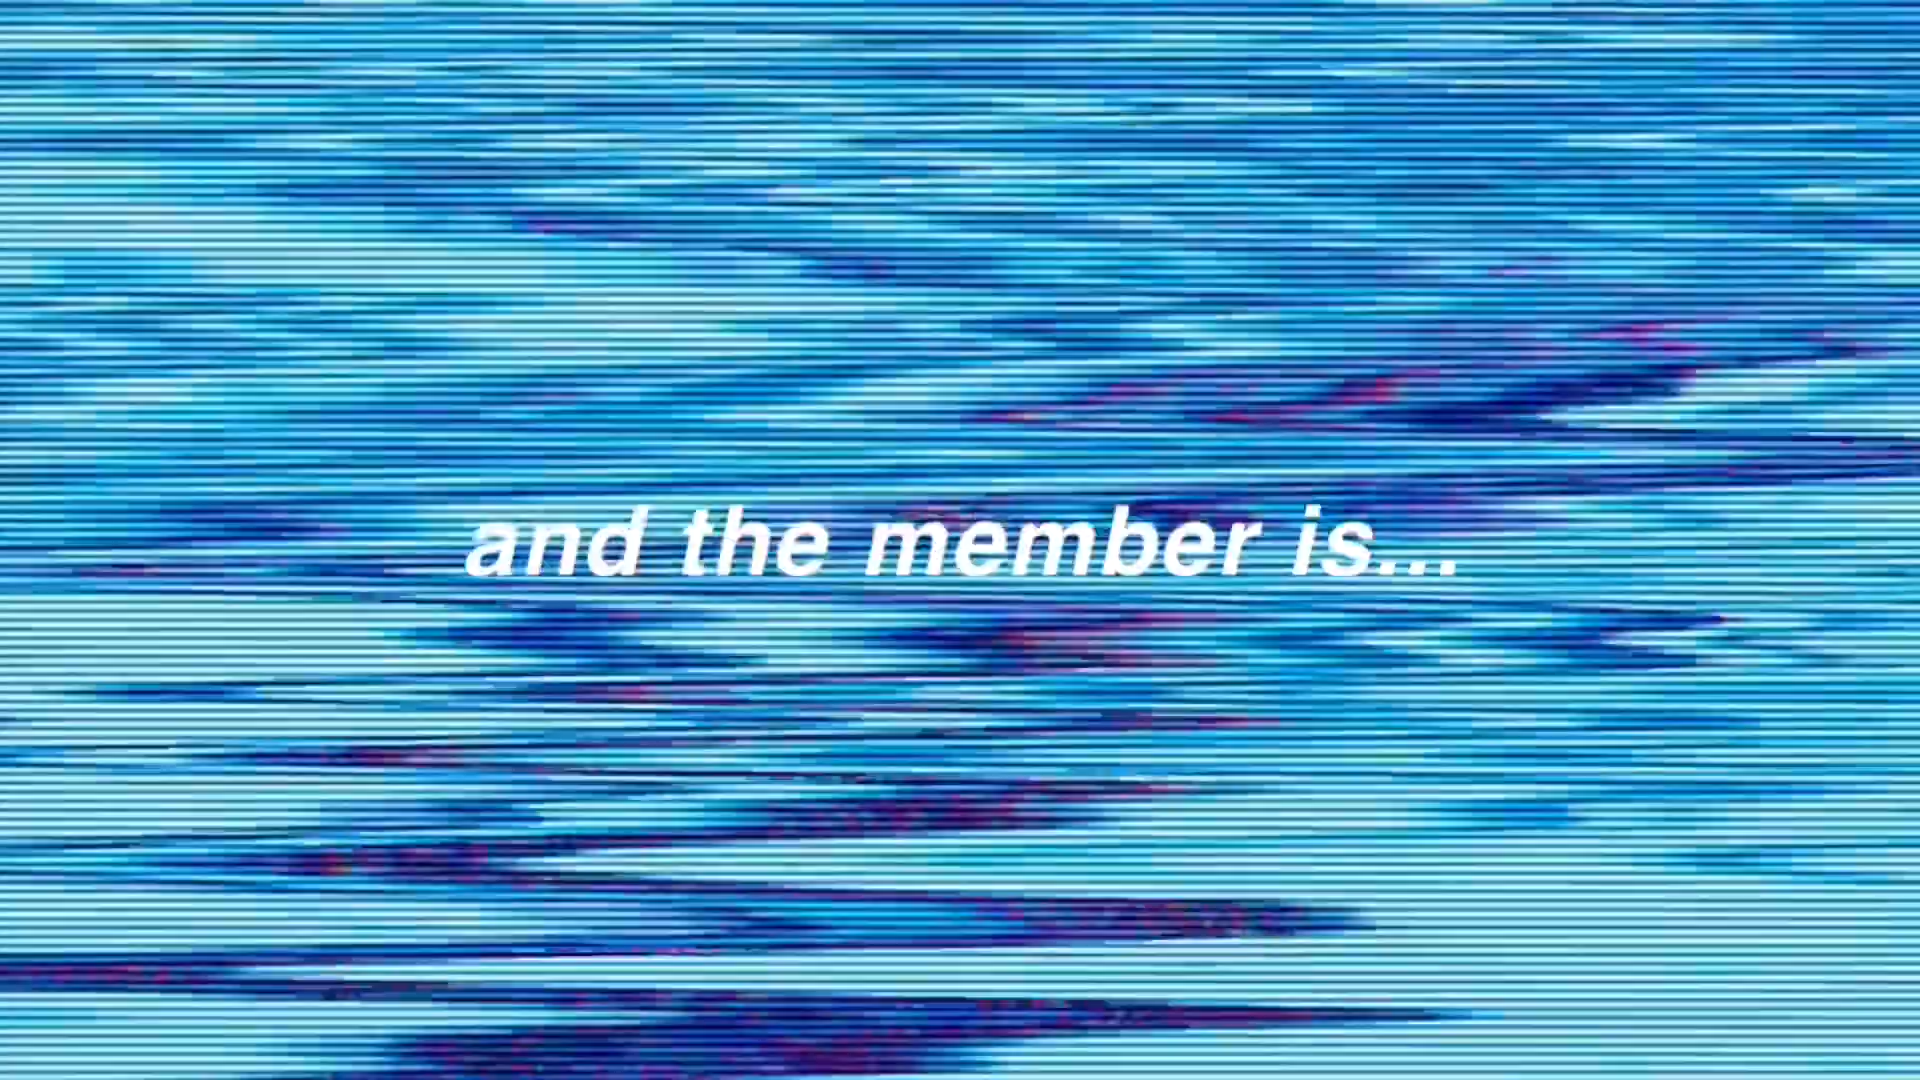 and the member is...